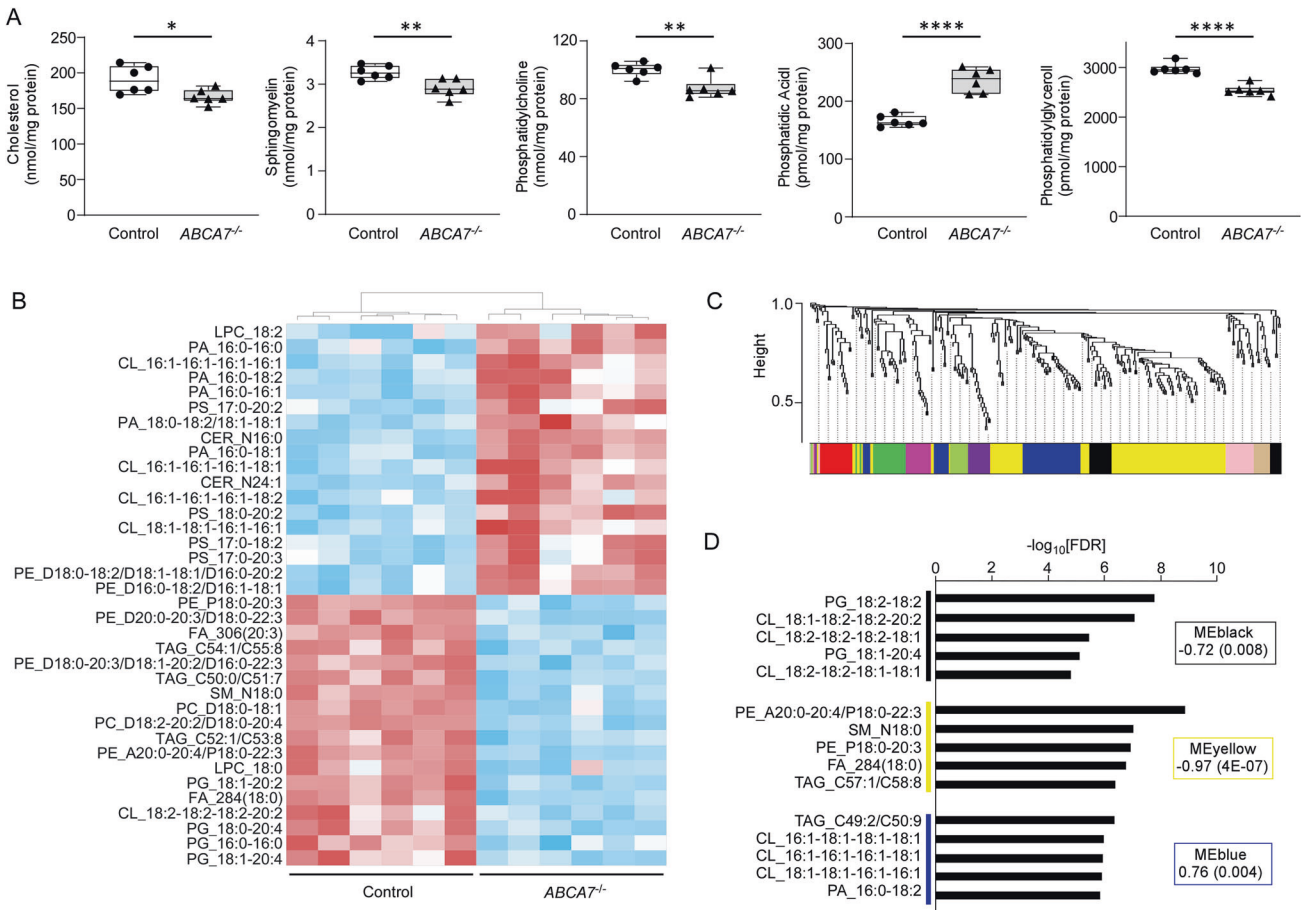 A
Cholesterol
(nmol/mg protein)
250
200
150
100
50
0
*
Control
ABCA7-/-
Sphingomyelin
(nmol/mg protein)
4
3
2
1
0
**
Control
ABCA7-/-
Phosphatidylcholine
(nmol/mg protein)
120
80
40
0
**
Control
ABCA7-/-
Phosphatidic Acid
(pmol/mg protein)
300
200
100
0
****
Control
ABCA7-/-
Phosphatidylglyceroll
(pmol/mg protein)
3000
2000
1000
0
****
Control
ABCA7-/-
B
LPC_18:2
PA_16:0-16:0
CL_16:1-16:1-16:1-16:1
PA_16:0-18:2
PA_16:0-16:1
PS_17:0-20:2
PA_18:0-18:2/18:1-18:1
CER_N16:0
PA_16:0-18:1
CL_16:1-16:1-16:1-18:1
CER_N24:1
CL_16:1-16:1-16:1-18:2
PS_18:0-20:2
CL_18:1-18:1-16:1-16:1
PS_17:0-18:2
PS_17:0-20:3
PE_D18:0-18:2/D18:1-18:1/D16:0-20:2
PE_D16:0-18:2/D16:1-18:1
PE_P18:0-20:3
PE_D20:0-20:3/D18:0-22:3
FA_306(20:3)
TAG_C54:1/C55:8
PE_D18:0-20:3/D18:1-20:2/D16:0-22:3
TAG_C50:0/C51:7
SM_N18:0
PC_D18:0-18:1
PC_D18:2-20:2/D18:0-20:4
TAG_C52:1/C53:8
PE_A20:0-20:4/P18:0-22:3
LPC_18:0
PG_18:1-20:2
FA_284(18:0)
CL_18:2-18:2-18:2-20:2
PG_18:0-20:4
PG_16:0-16:0
PG_18:1-20:4
Control
ABCA7-/-
C
Height
1.0
0.5
D
-log10[FDR]
0 2 4 6 8 10
PG_18:2-18:2
CL_18:1-18:2-18:2-20:2
CL_18:2-18:2-18:2-18:1
PG_18:1-20:4
CL_18:2-18:2-18:1-18:1
MEblack
-0.72 (0.008)
PE_A20:0-20:4/P18:0-22:3
SM_N18:0
PE_P18:0-20:3
FA_284(18:0)
TAG_C57:1/C58:8
MEyellow
-0.97 (4E-07)
TAG_C49:2/C50:9
CL_16:1-18:1-18:1-18:1
CL_16:1-16:1-16:1-18:1
CL_18:1-18:1-16:1-16:1
PA_16:0-18:2
MEblue
0.76 (0.004)